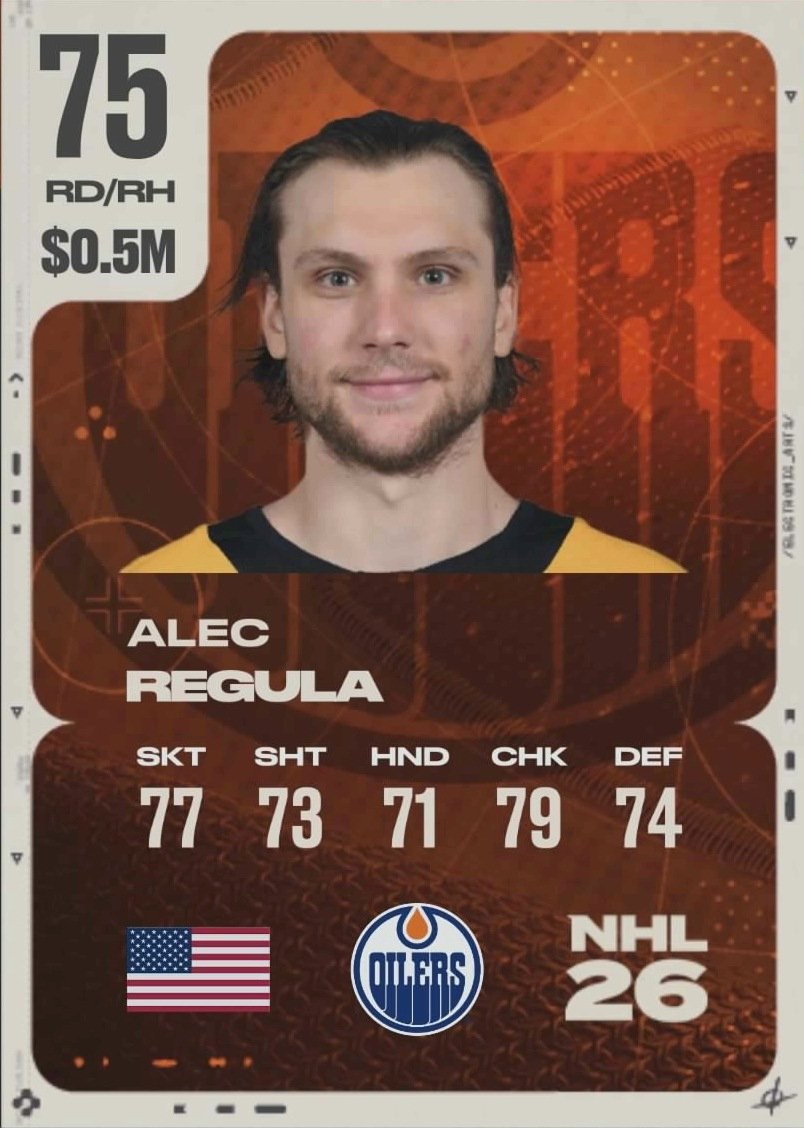 75
RD/RH
$0.5M
ALEC
REGULA
SKT SHT HND CHK DEF
77 73 71 79 74
OILERS
NHL
26
/ELECTRONIC_ARTS/